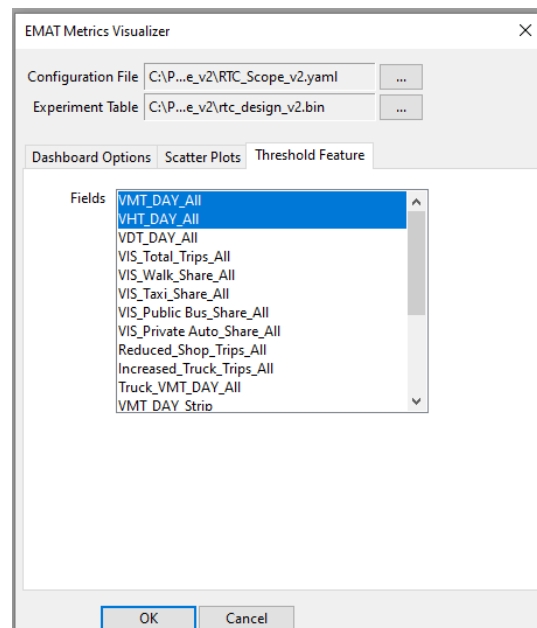 EMAT Metrics Visualizer
Configuration File C:\P...e_v2\RTC_Scope_v2.yaml ...
Experiment Table C:\P...e_v2\rtc_design_v2.bin ...
Dashboard Options Scatter Plots Threshold Feature
Fields VMT_DAY_All
VHT_DAY_All
VDT_DAY_All
VIS_Total_Trips_All
VIS_Walk_Share_All
VIS_Taxi_Share_All
VIS_Public Bus_Share_All
VIS_Private Auto_Share_All
Reduced_Shop_Trips_All
Increased_Truck_Trips_All
Truck_VMT_DAY_All
VMT_DAY_Strip
OK Cancel